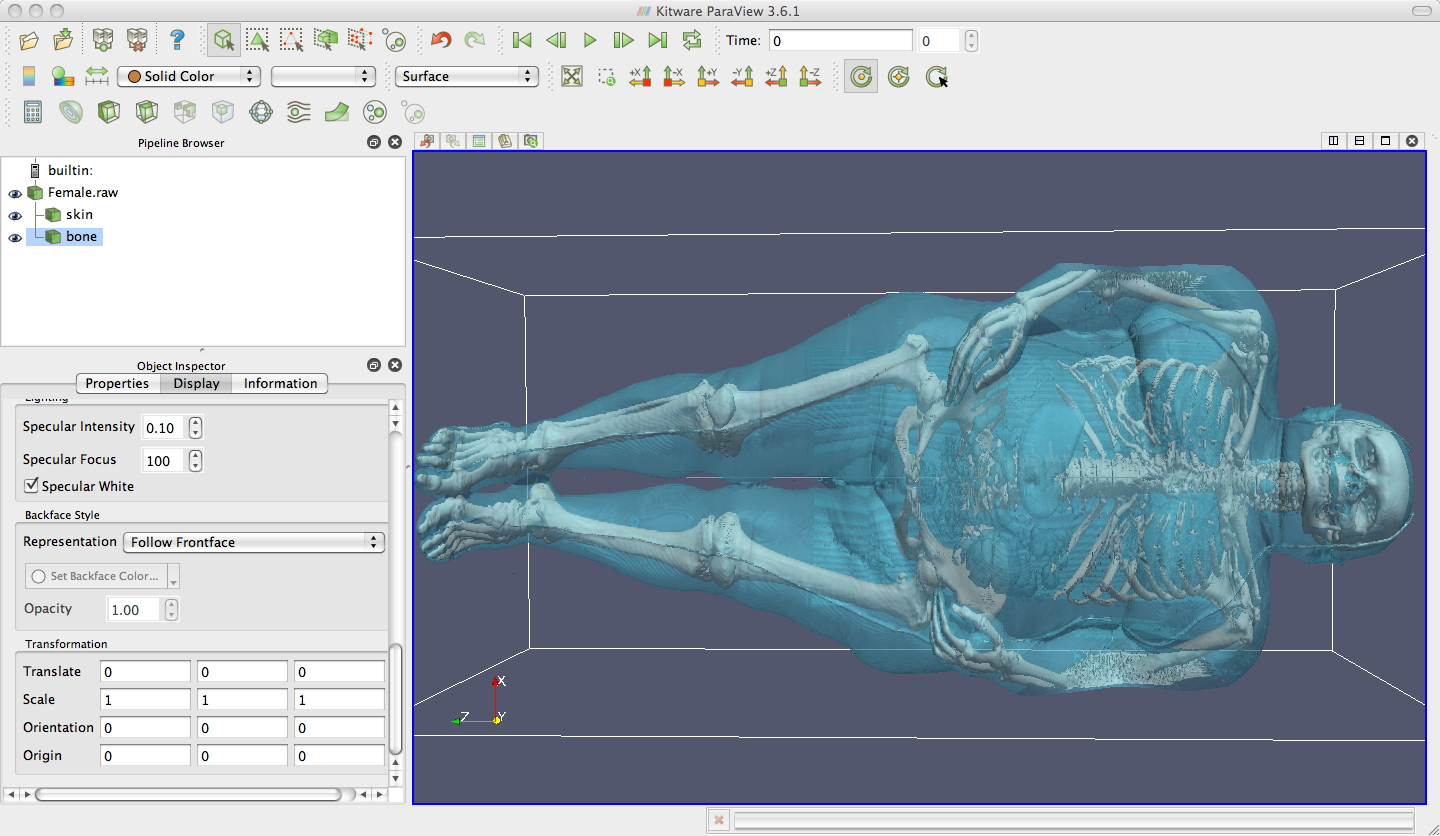 Kitware ParaView 3.6.1
Time: 0 0
Solid Color
Surface
+X -X +Y -Y +Z -Z
Pipeline Browser
builtin:
Female.raw
skin
bone
Object Inspector
Properties Display Information
Lighting
Specular Intensity 0.10
Specular Focus 100
Specular White
Backface Style
Representation Follow Frontface
Set Backface Color...
Opacity 1.00
Transformation
Translate 0 0 0
Scale 1 1 1
Orientation 0 0 0
Origin 0 0 0
X
Z Y